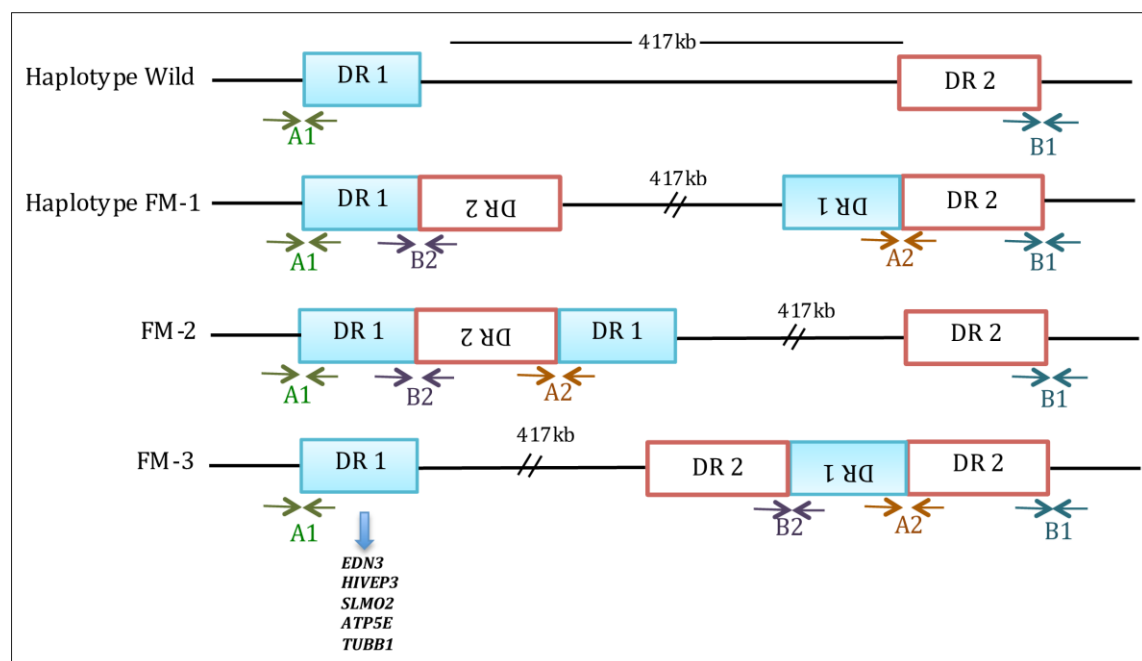 417kb
Haplotype Wild DR 1 DR 2
A1 B1
417kb
Haplotype FM-1 DR 1 DR 2 DR 1 DR 2
A1 B2 A2 B1
417kb
FM-2 DR 1 DR 2 DR 1 DR 2
A1 B2 A2 B1
417kb
FM-3 DR 1 DR 2 DR 1 DR 2
A1 B2 A2 B1
EDN3
HIVEP3
SLMO2
ATP5E
TUBB1